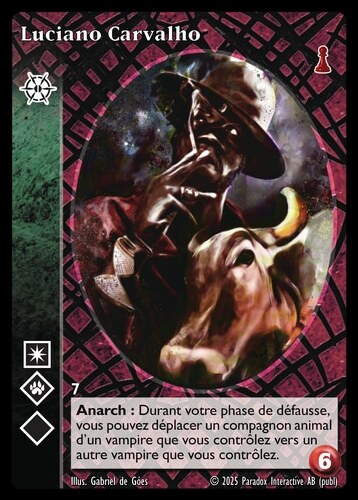 Luciano Carvalho
7
Anarch : Durant votre phase de défausse,
vous pouvez déplacer un compagnon animal
d'un vampire que vous contrôlez vers un
autre vampire que vous contrôlez.
6
Illus. Gabriel de Góes
© 2025 Paradox Interactive AB (publ)